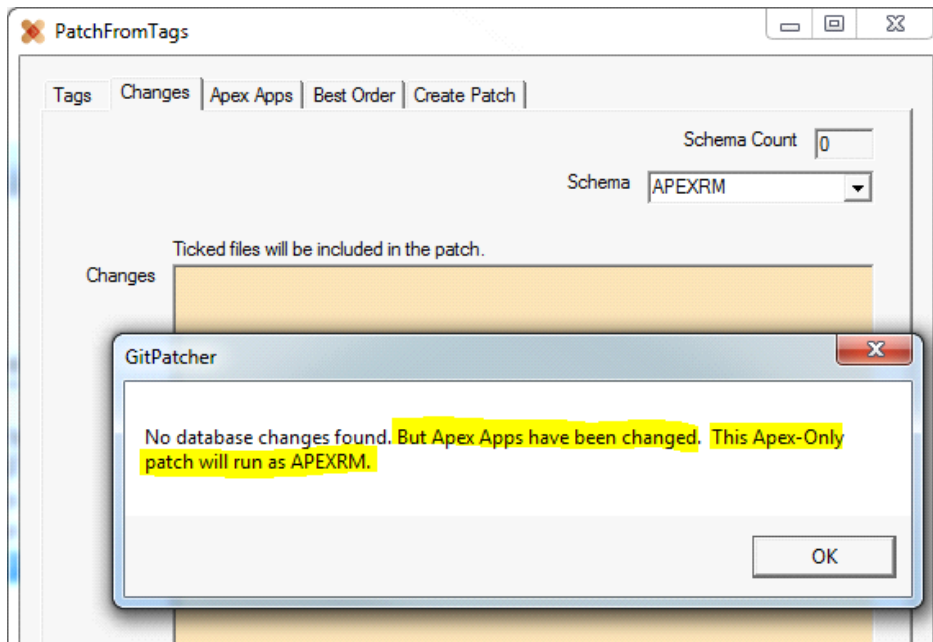 PatchFromTags
Tags Changes Apex Apps Best Order Create Patch
Schema Count 0
Schema APEXRM
Ticked files will be included in the patch.
Changes
GitPatcher
No database changes found. But Apex Apps have been changed. This Apex-Only
patch will run as APEXRM.
OK